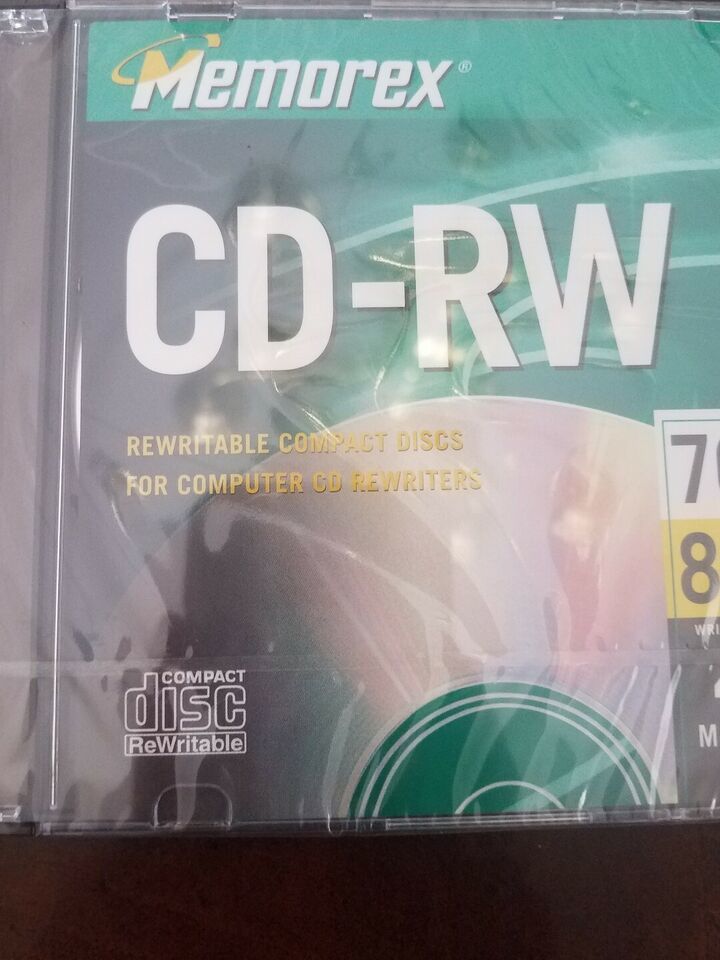 Memorex®
CD-RW
REWRITABLE COMPACT DISCS
FOR COMPUTER CD REWRITERS
COMPACT
disc
ReWritable